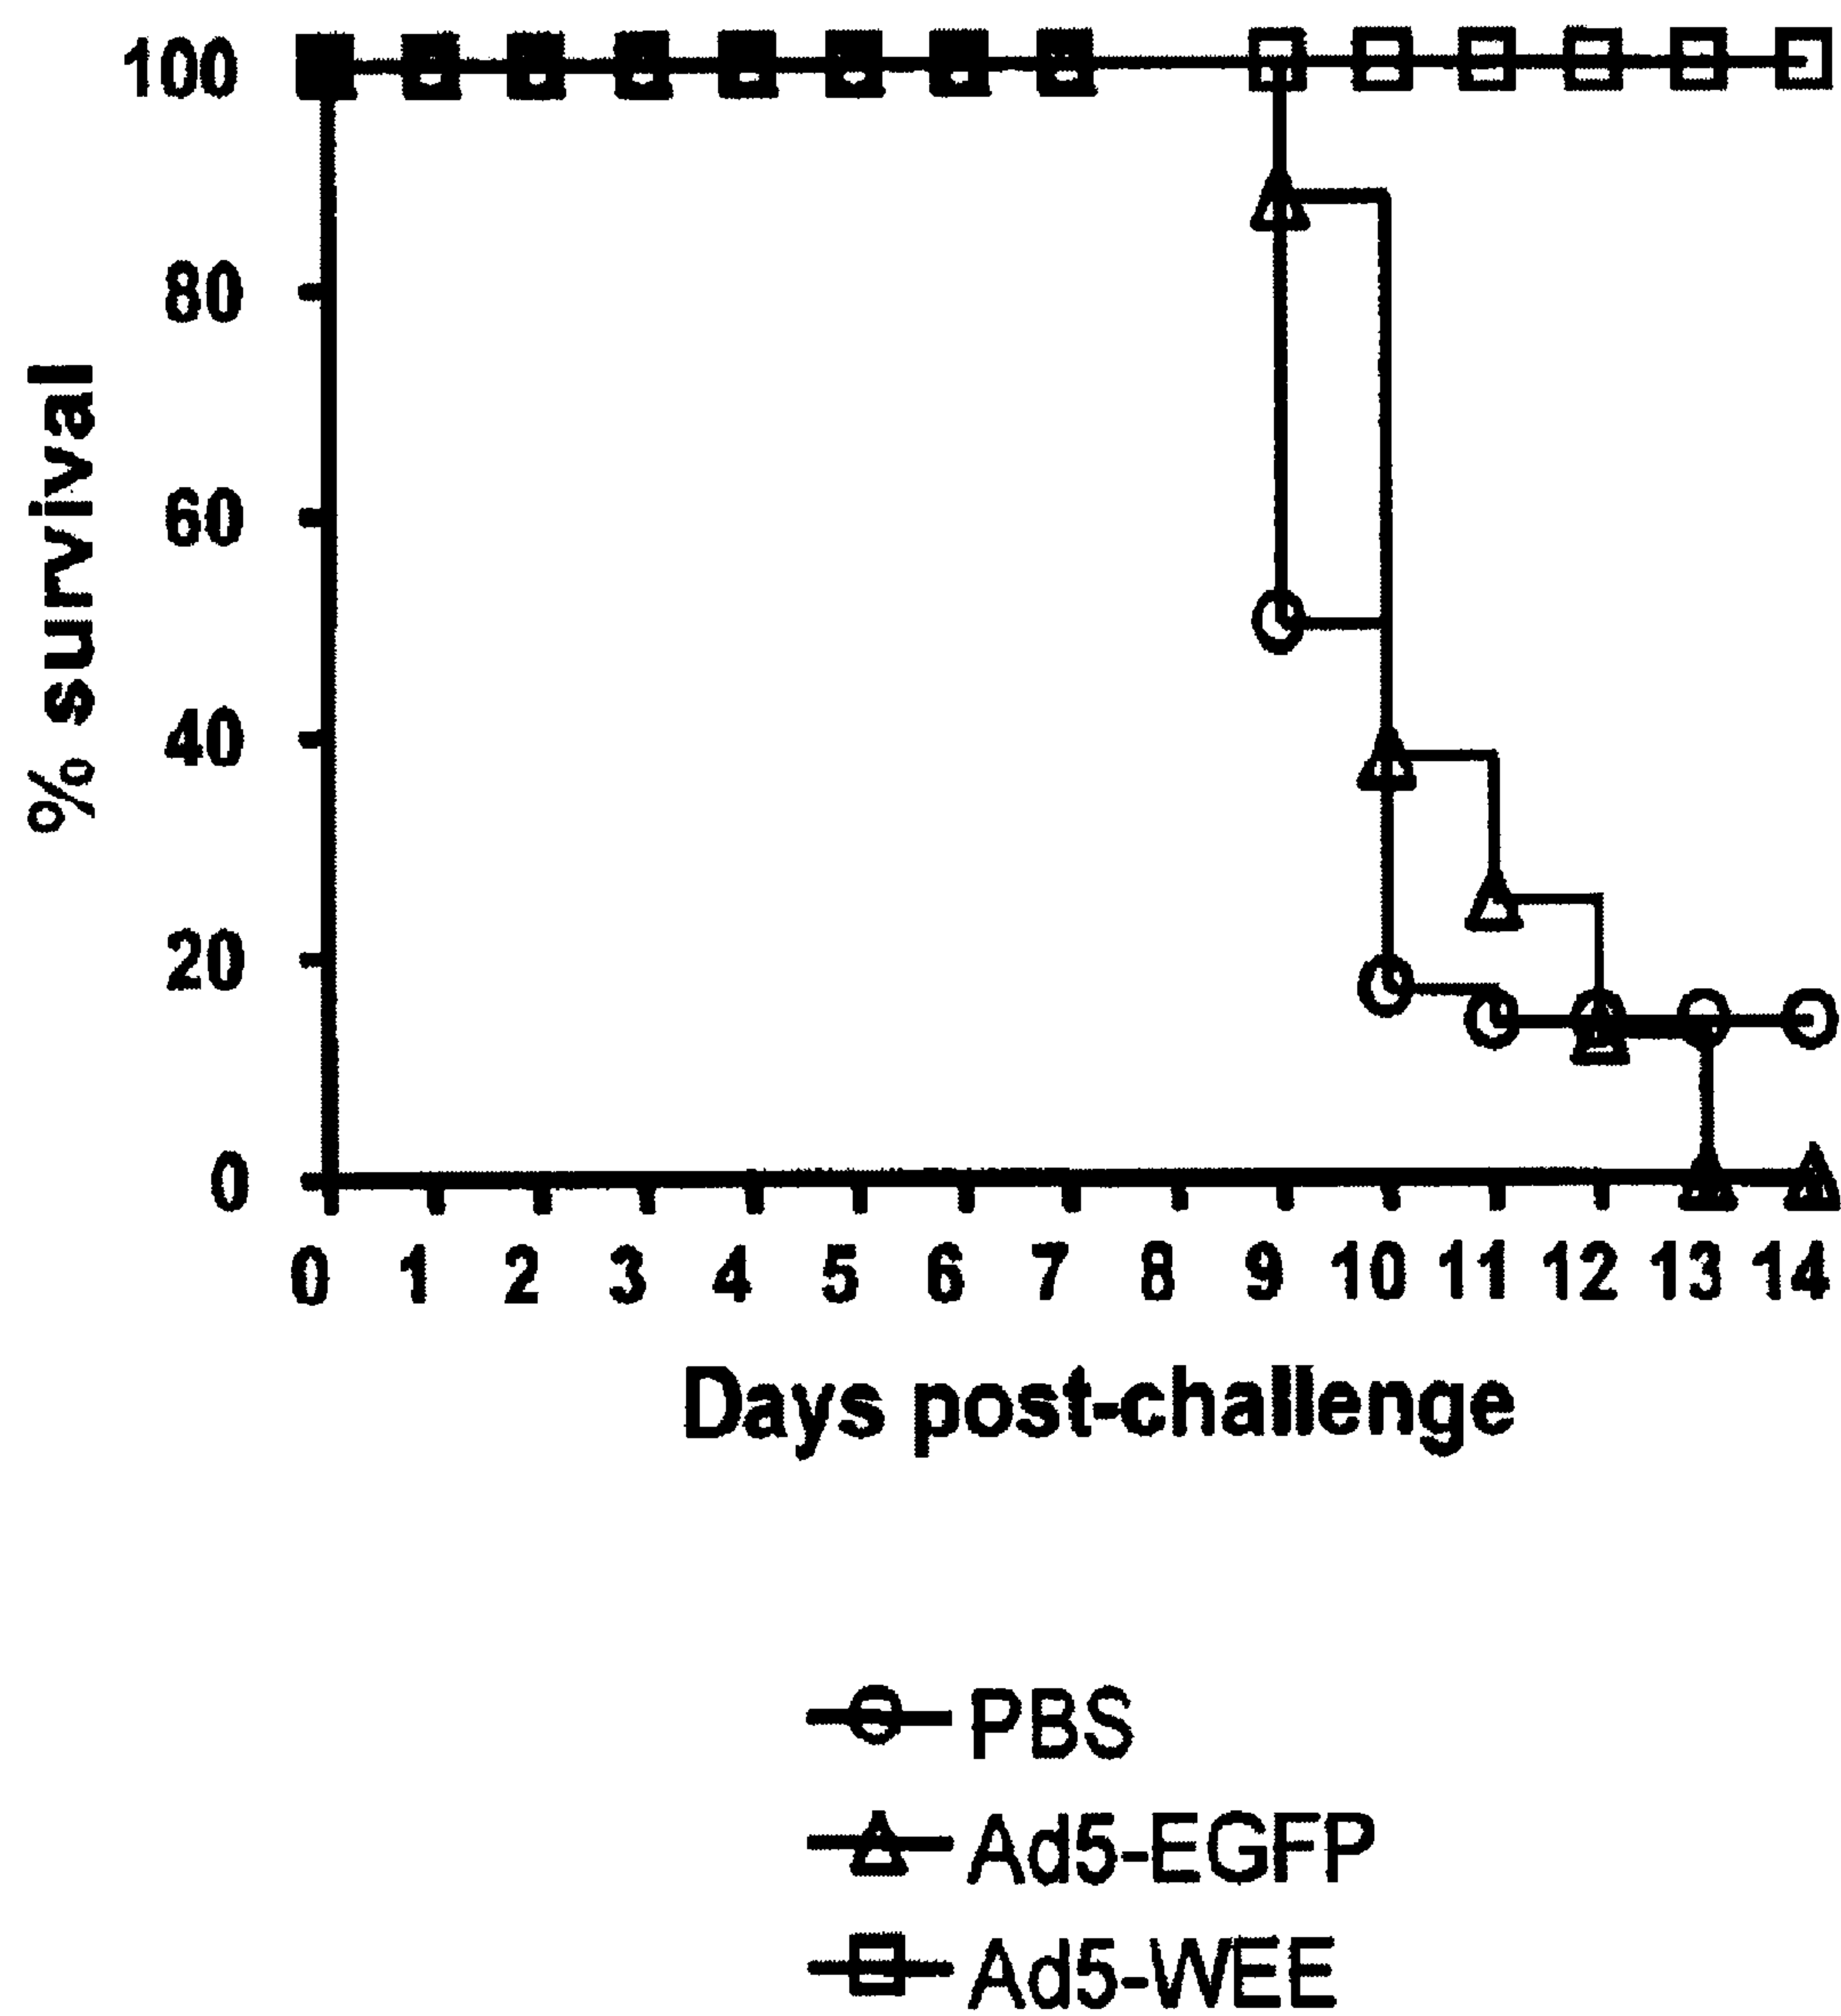 100
80
60
40
20
0
% survival
0 1 2 3 4 5 6 7 8 9 10 11 12 13 14
Days post-challenge
PBS
Ad5-EGFP
Ad5-WEE